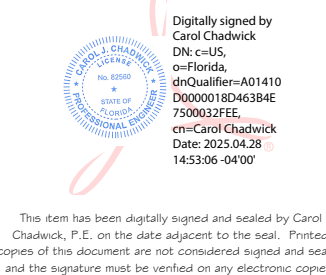 CAROL J. CHADWICK
LICENSE
No. 82560
★
STATE OF
FLORIDA
★ PROFESSIONAL ENGINEER ★
Digitally signed by
Carol Chadwick
DN: c=US,
o=Florida,
dnQualifier=A01410
D0000018D463B4E
7500032FEE,
cn=Carol Chadwick
Date: 2025.04.28
14:53:06 -04'00'
This item has been digitally signed and sealed by Carol
Chadwick, P.E. on the date adjacent to the seal. Printed
copies of this document are not considered signed and sea
and the signature must be verified on any electronic copie